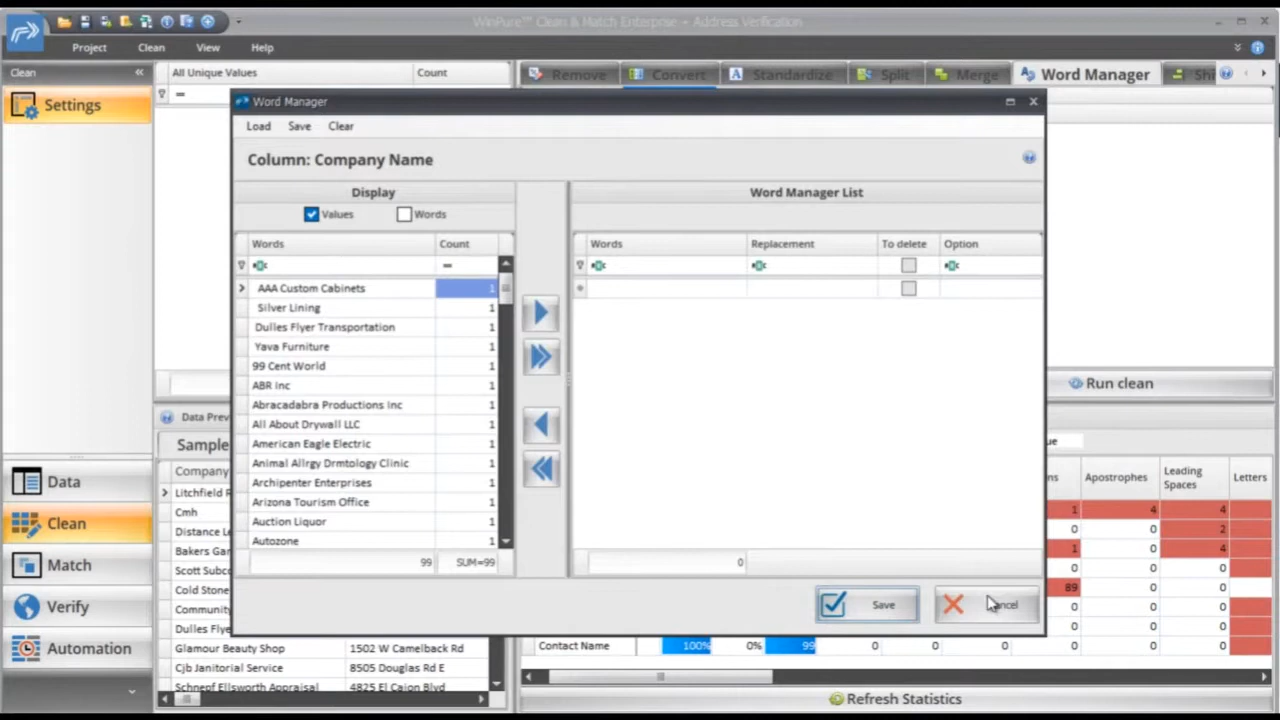 WinPure™ Clean & Match Enterprise - Address Verification
Project Clean View Help
Clean
Settings
All Unique Values Count
=
Remove Convert Standardize Split Merge Word Manager
Word Manager
Load Save Clear
Column: Company Name
Display
Values Words
Words Count
=
AAA Custom Cabinets 1
Silver Lining 1
Dulles Flyer Transportation 1
Yava Furniture 1
99 Cent World 1
ABR Inc 1
Abracadabra Productions Inc 1
All About Drywall LLC 1
American Eagle Electric 1
Animal Allrgy Drmtology Clinic 1
Archipenter Enterprises 1
Arizona Tourism Office 1
Auction Liquor 1
Autozone 1
99 SUM=99
Word Manager List
Words Replacement To delete Option
0
Save Cancel
Run clean
Data
Clean
Match
Verify
Automation
Data Prev
Sample
Company
Litchfield R
Cmh
Distance Le
Bakers Gar
Scott Subco
Cold Stone
Community
Dulles Flye
Glamour Beauty Shop 1502 W Camelback Rd
Cjb Janitorial Service 8505 Douglas Rd E
Schnepf Ellsworth Appraisal 4825 El Cajon Blvd
ue
ns Apostrophes Leading Spaces Letters
1 4 4
0 0 2
1 0 4
0 0 0
89 0 0
0 0 0
0 0 0
Contact Name 100% 0% 99 0 0 0 0 0
Refresh Statistics